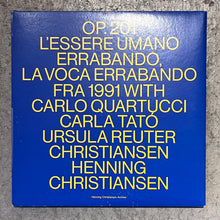 OP. 201
L'ESSERE UMANO
ERRABANDO,
LA VOCA ERRABANDO
FRA 1991 WITH
CARLO QUARTUCCI
CARLA TATÓ
URSULA REUTER
CHRISTIANSEN
HENNING
CHRISTIANSEN
Henning Christiansen Archive